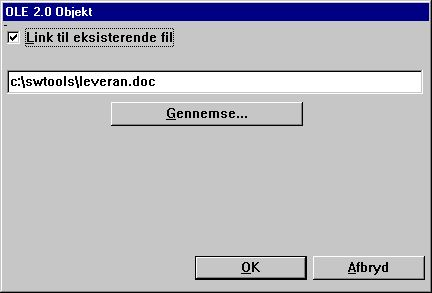 OLE 2.0 Objekt
Link til eksisterende fil
c:\swtools\leveran.doc
Gennemse...
OK
Afbryd